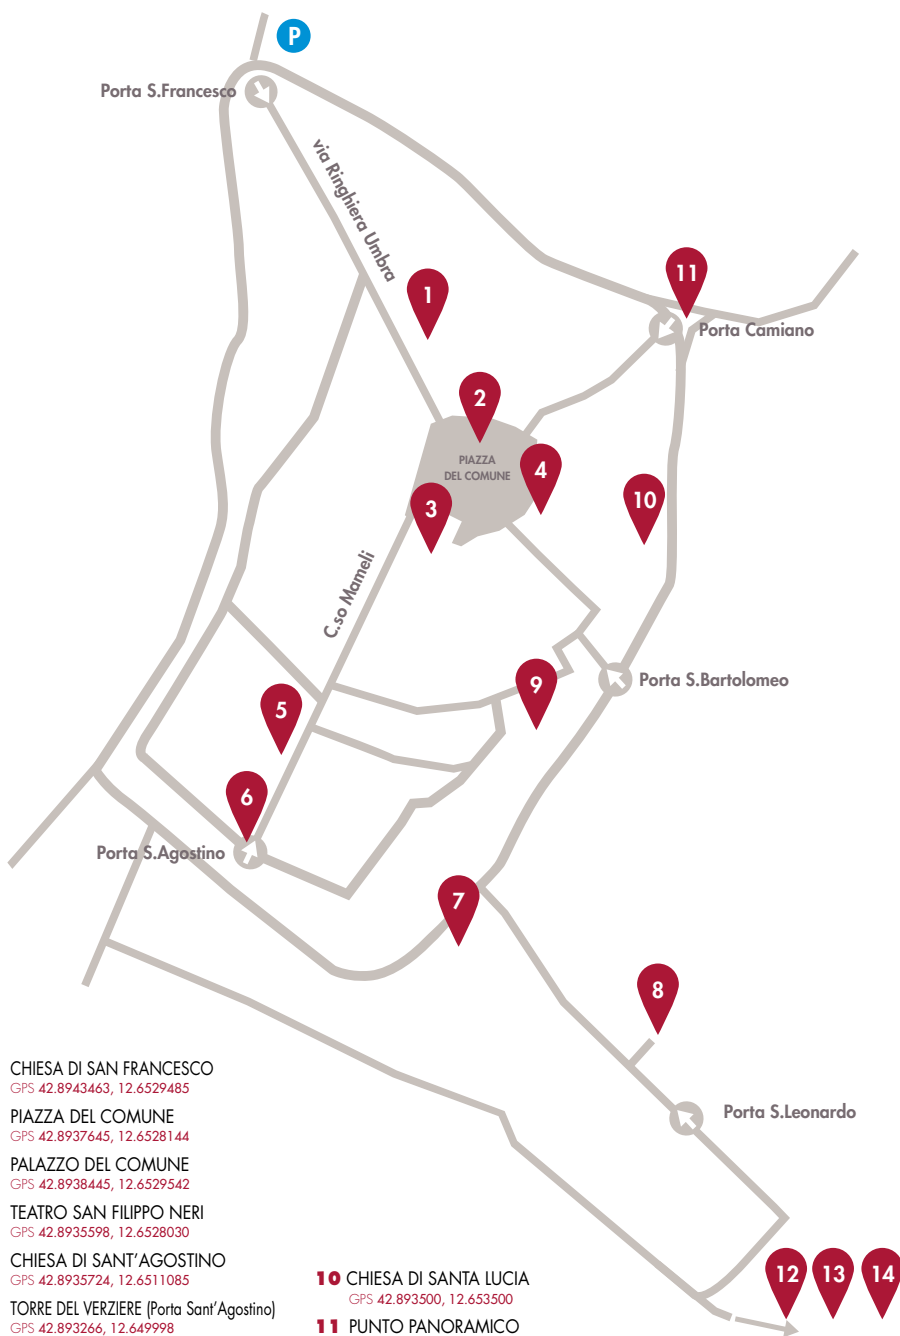 P
Porta S.Francesco
via Ringhiera Umbra
11
1
Porta Camiano
2
PIAZZA
DEL COMUNE
4
3
10
C.so Mameli
Porta S.Bartolomeo
9
5
6
Porta S.Agostino
7
8
CHIESA DI SAN FRANCESCO
GPS 42.8943463, 12.6529485
PIAZZA DEL COMUNE
GPS 42.8937645, 12.6528144
PALAZZO DEL COMUNE
GPS 42.8938445, 12.6529542
TEATRO SAN FILIPPO NERI
GPS 42.8935598, 12.6528030
CHIESA DI SANT'AGOSTINO
GPS 42.8935724, 12.6511085
TORRE DEL VERZIERE (Porta Sant'Agostino)
GPS 42.893266, 12.649998
10 CHIESA DI SANTA LUCIA
GPS 42.893500, 12.653500
11 PUNTO PANORAMICO
Porta S.Leonardo
12
13
14